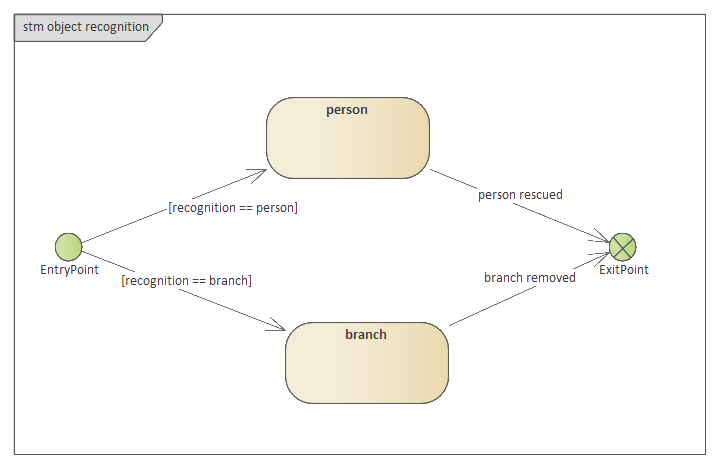 stm object recognition
person
person rescued
[recognition == person]
EntryPoint
ExitPoint
[recognition == branch]
branch removed
branch